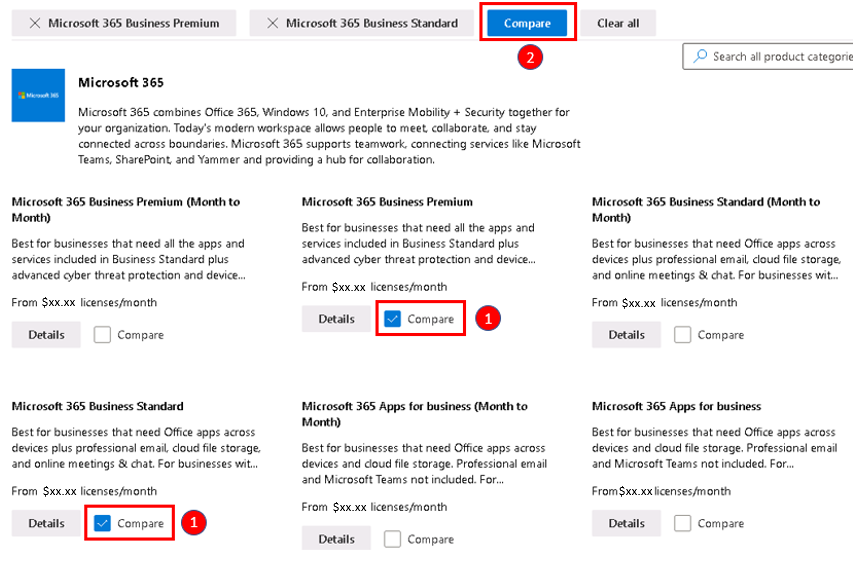 Microsoft 365 Business Premium
Microsoft 365 Business Standard
Compare
Clear all
2
Search all product categorie
Microsoft 365
Microsoft 365
Microsoft 365 combines Office 365, Windows 10, and Enterprise Mobility + Security together for
your organization. Today's modern workspace allows people to meet, collaborate, and stay
connected across boundaries. Microsoft 365 supports teamwork, connecting services like Microsoft
Teams, SharePoint, and Yammer and providing a hub for collaboration.
Microsoft 365 Business Premium (Month to
Month)
Best for businesses that need all the apps and
services included in Business Standard plus
advanced cyber threat protection and device...
From $xx.xx licenses/month
Details
Compare
Microsoft 365 Business Premium
Best for businesses that need all the apps and
services included in Business Standard plus
advanced cyber threat protection and device...
From $xx.xx licenses/month
Details
Compare
1
Microsoft 365 Business Standard (Month to
Month)
Best for businesses that need Office apps across
devices plus professional email, cloud file storage,
and online meetings & chat. For businesses wit...
From $xx.xx licenses/month
Details
Compare
Microsoft 365 Business Standard
Best for businesses that need Office apps across
devices plus professional email, cloud file storage,
and online meetings & chat. For businesses wit...
From $xx.xx licenses/month
Details
Compare
1
Microsoft 365 Apps for business (Month to
Month)
Best for businesses that need Office apps across
devices and cloud file storage. Professional email
and Microsoft Teams not included. For...
From $xx.xx licenses/month
Details
Compare
Microsoft 365 Apps for business
Best for businesses that need Office apps across
devices and cloud file storage. Professional email
and Microsoft Teams not included. For...
From$xx.xx licenses/month
Details
Compare